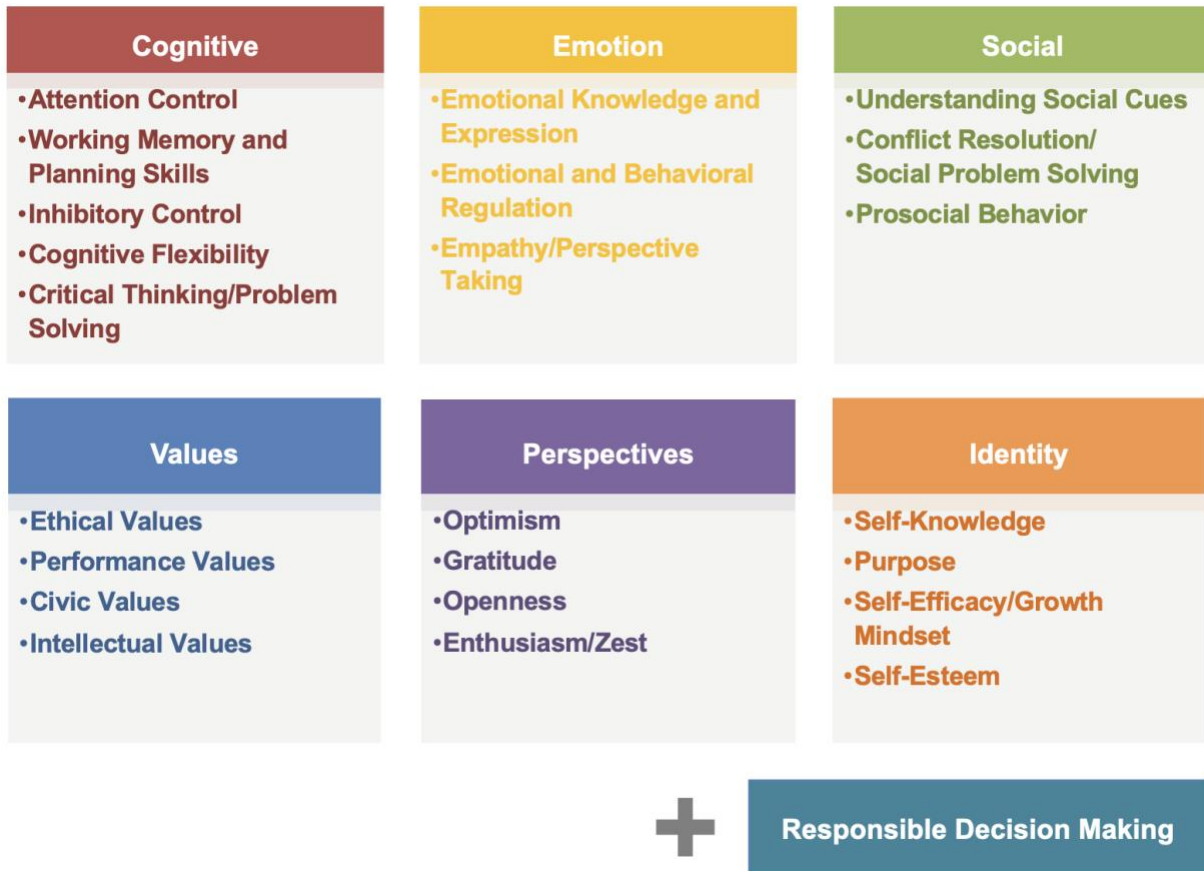 Cognitive
•Attention Control
•Working Memory and
Planning Skills
•Inhibitory Control
•Cognitive Flexibility
•Critical Thinking/Problem
Solving
Emotion
•Emotional Knowledge and
Expression
•Emotional and Behavioral
Regulation
•Empathy/Perspective
Taking
Social
•Understanding Social Cues
•Conflict Resolution/
Social Problem Solving
•Prosocial Behavior
Values
•Ethical Values
•Performance Values
•Civic Values
•Intellectual Values
Perspectives
•Optimism
•Gratitude
•Openness
•Enthusiasm/Zest
Identity
•Self-Knowledge
•Purpose
•Self-Efficacy/Growth
Mindset
•Self-Esteem
+
Responsible Decision Making